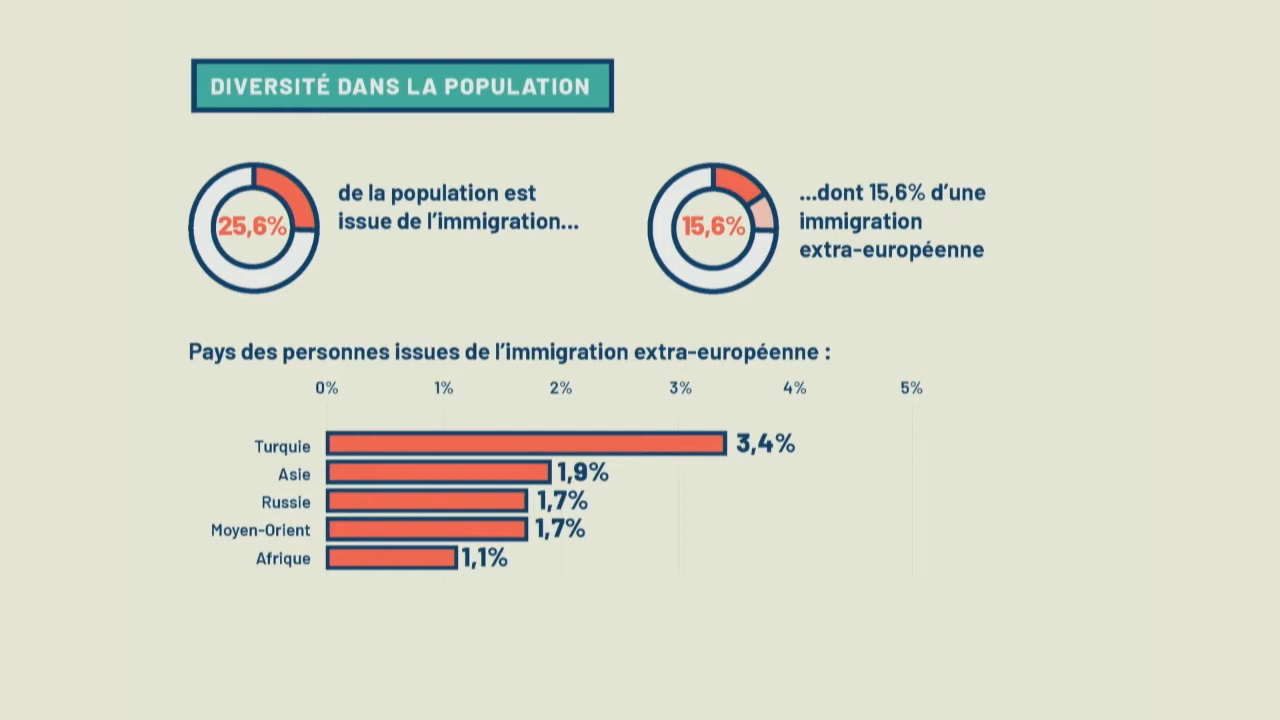 DIVERSITÉ DANS LA POPULATION
25,6%
de la population est
issue de l’immigration...
15,6%
...dont 15,6% d’une
immigration
extra-européenne
Pays des personnes issues de l’immigration extra-européenne :
0% 1% 2% 3% 4% 5%
Turquie 3,4%
Asie 1,9%
Russie 1,7%
Moyen-Orient 1,7%
Afrique 1,1%